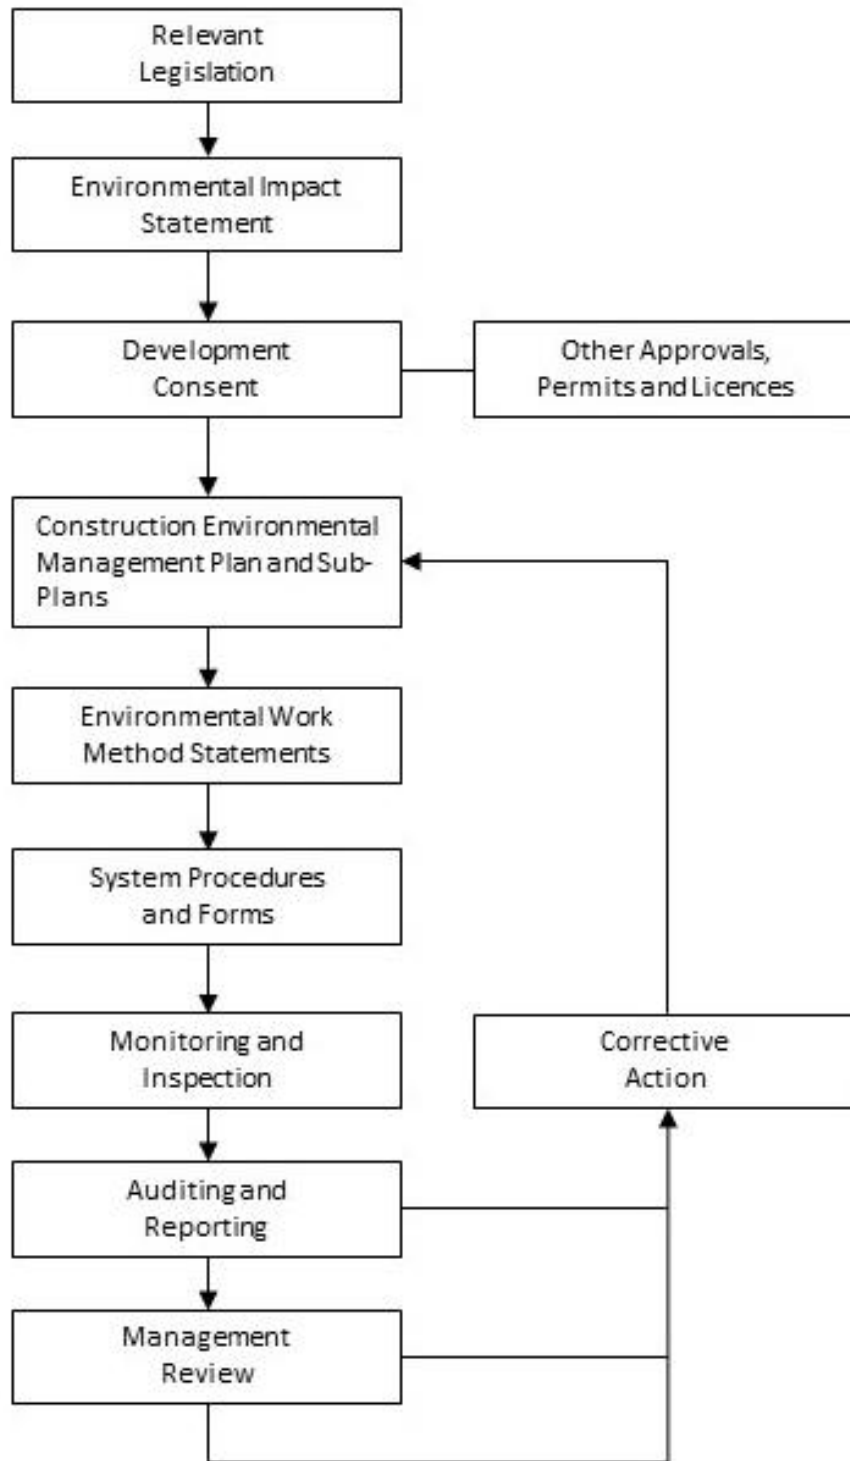 Relevant
Legislation
Environmental Impact
Statement
Development
Consent
Other Approvals,
Permits and Licences
Construction Environmental
Management Plan and Sub-
Plans
Environmental Work
Method Statements
System Procedures
and Forms
Monitoring and
Inspection
Corrective
Action
Auditing and
Reporting
Management
Review